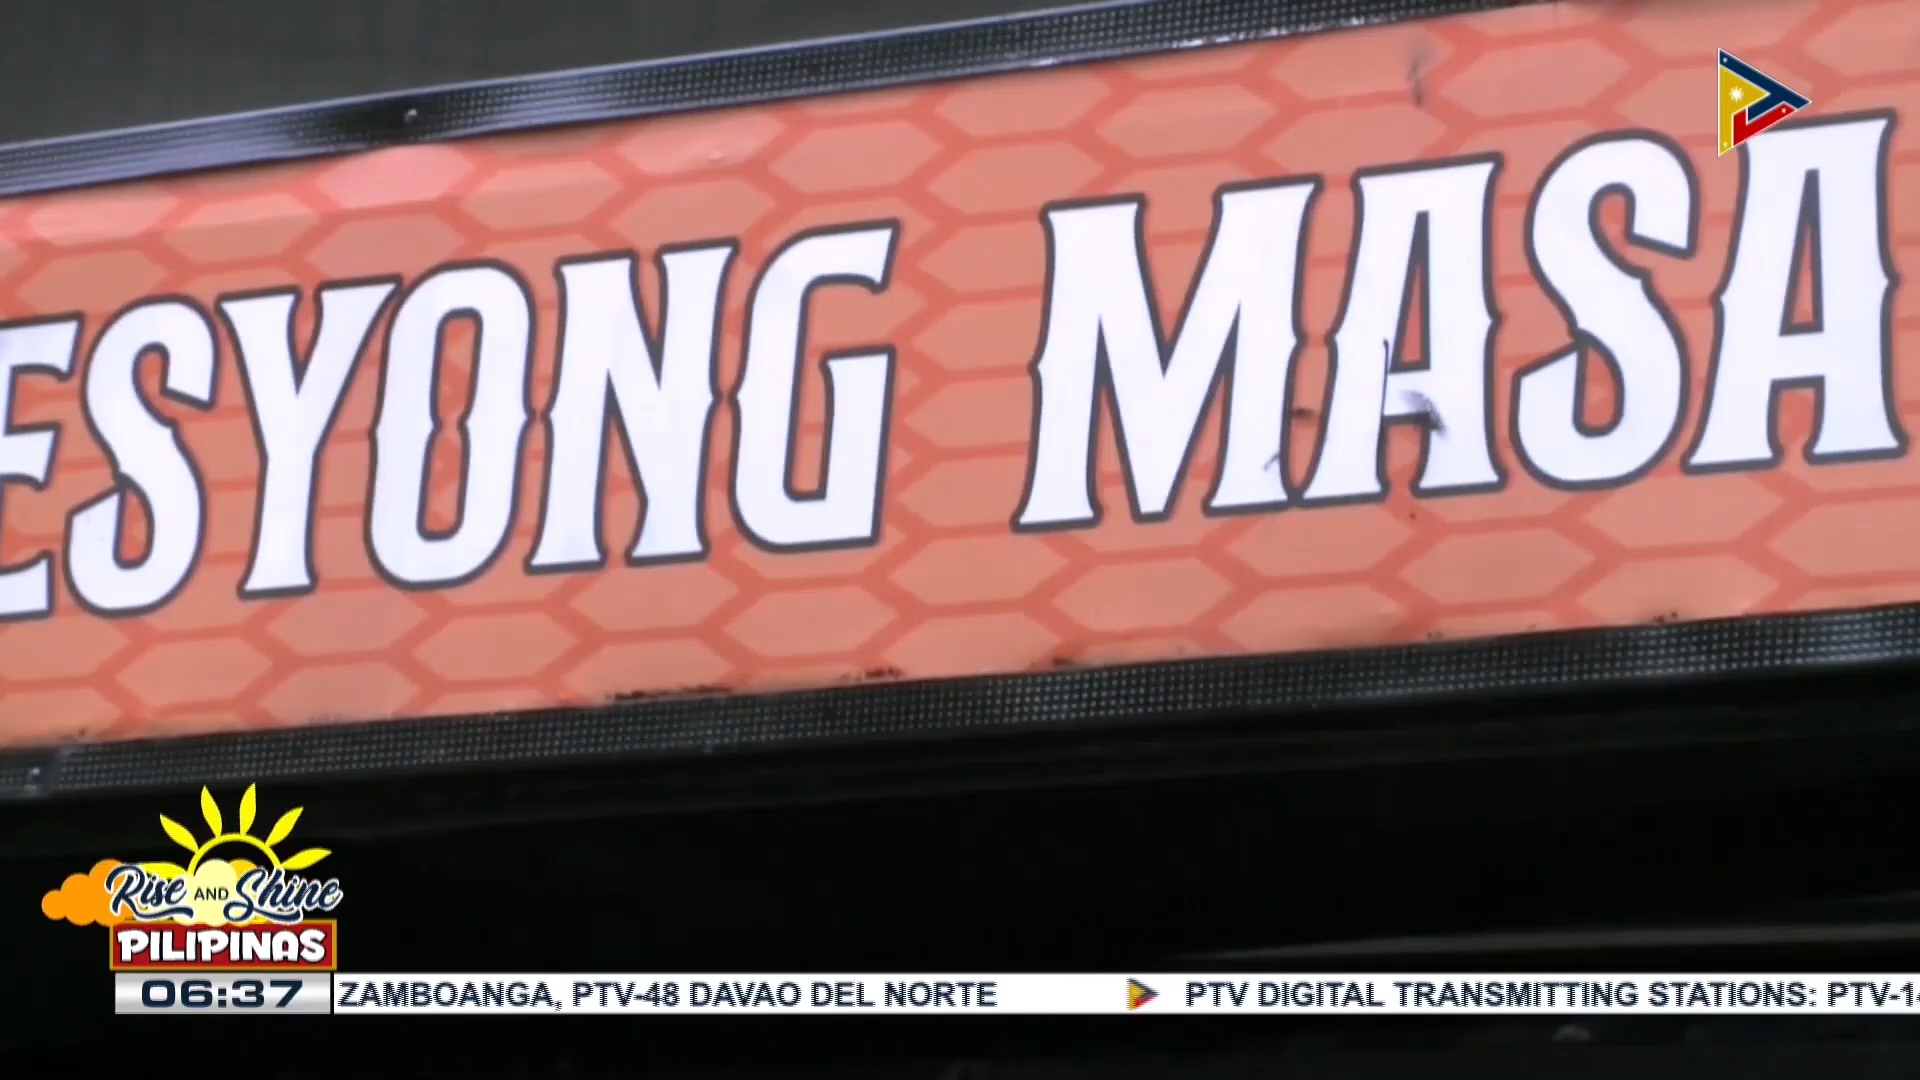 ESYONG MASA
Rise AND Shine
PILIPINAS
06:37 ZAMBOANGA, PTV-48 DAVAO DEL NORTE PTV DIGITAL TRANSMITTING STATIONS: PTV-14